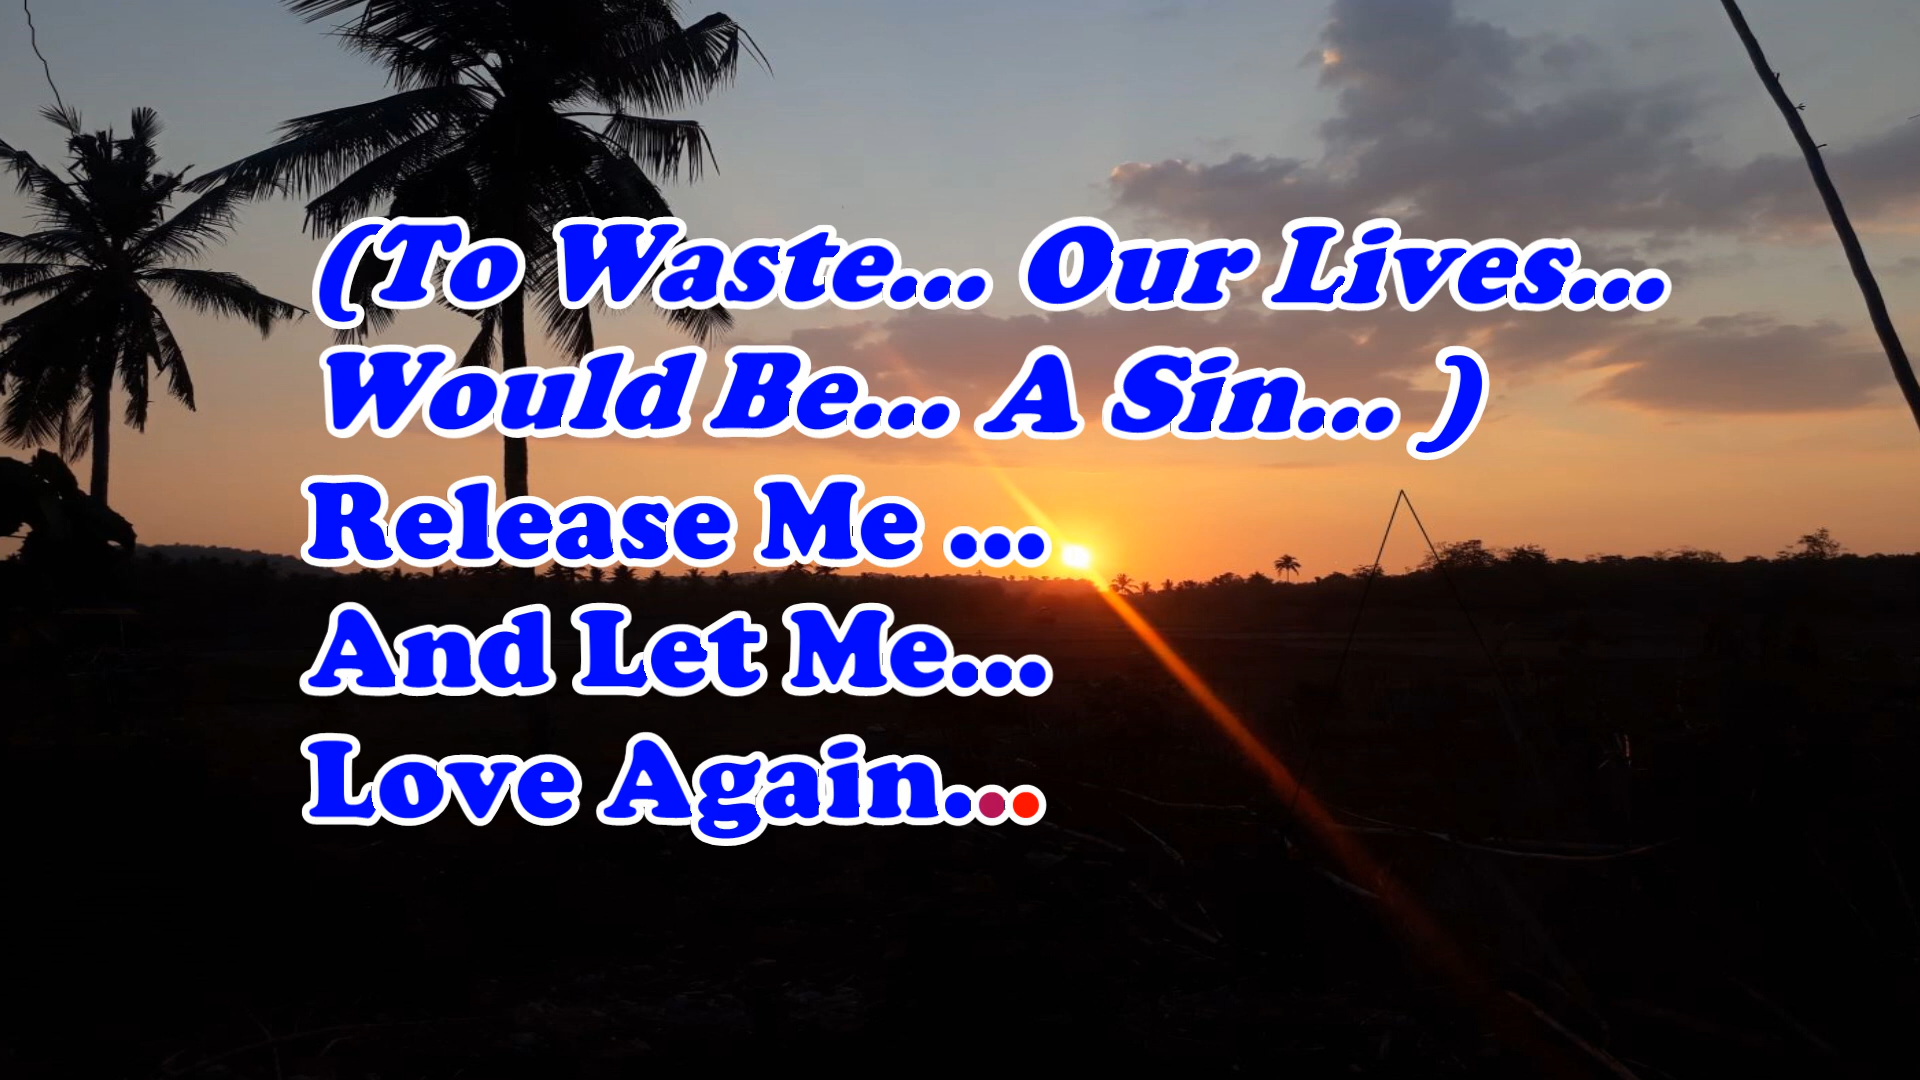 (To Waste... Our Lives...
Would Be... A Sin... )
Release Me ...
And Let Me...
Love Again...